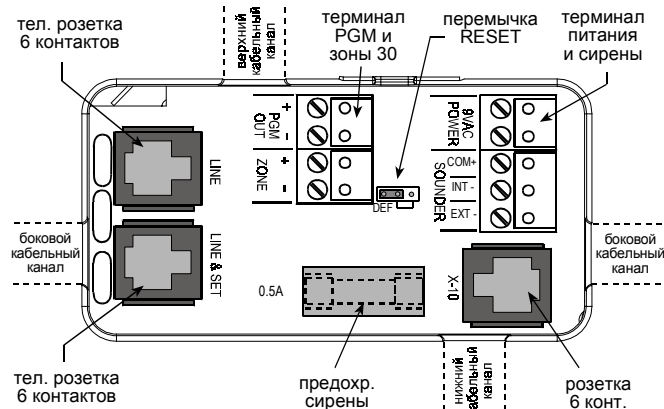 тел. розетка
6 контактов
верхний
кабельный
канал
терминал
PGM и
зоны 30
перемычка
RESET
терминал
питания
и сирены
+
-
PGM
OUT
+
-
ZONE
9VAC
POWER
COM+
INT -
EXT -
SOUNDER
LINE
DEF
боковой
кабельный
канал
LINE & SET
0.5A
X-10
боковой
кабельный
канал
тел. розетка
6 контактов
предохр.
сирены
нижний
кабельный
канал
розетка
6 конт.